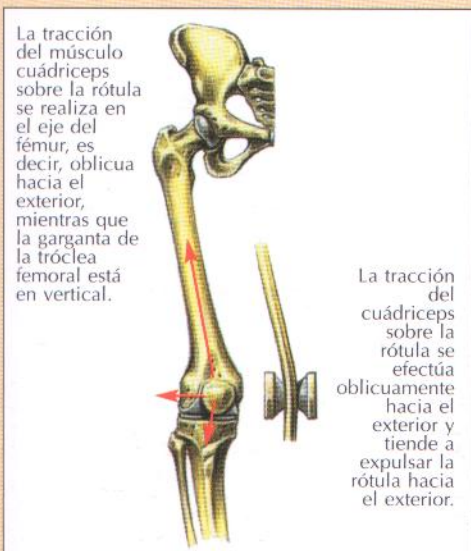 La tracción
del músculo
cuádriceps
sobre la rótula
se realiza en
el eje del
fémur, es
decir, oblicua
hacia el
exterior,
mientras que
la garganta de
la tróclea
femoral está
en vertical.
La tracción
del
cuádriceps
sobre la
rótula se
efectúa
oblicuamente
hacia el
exterior y
tiende a
expulsar la
rótula hacia
el exterior.